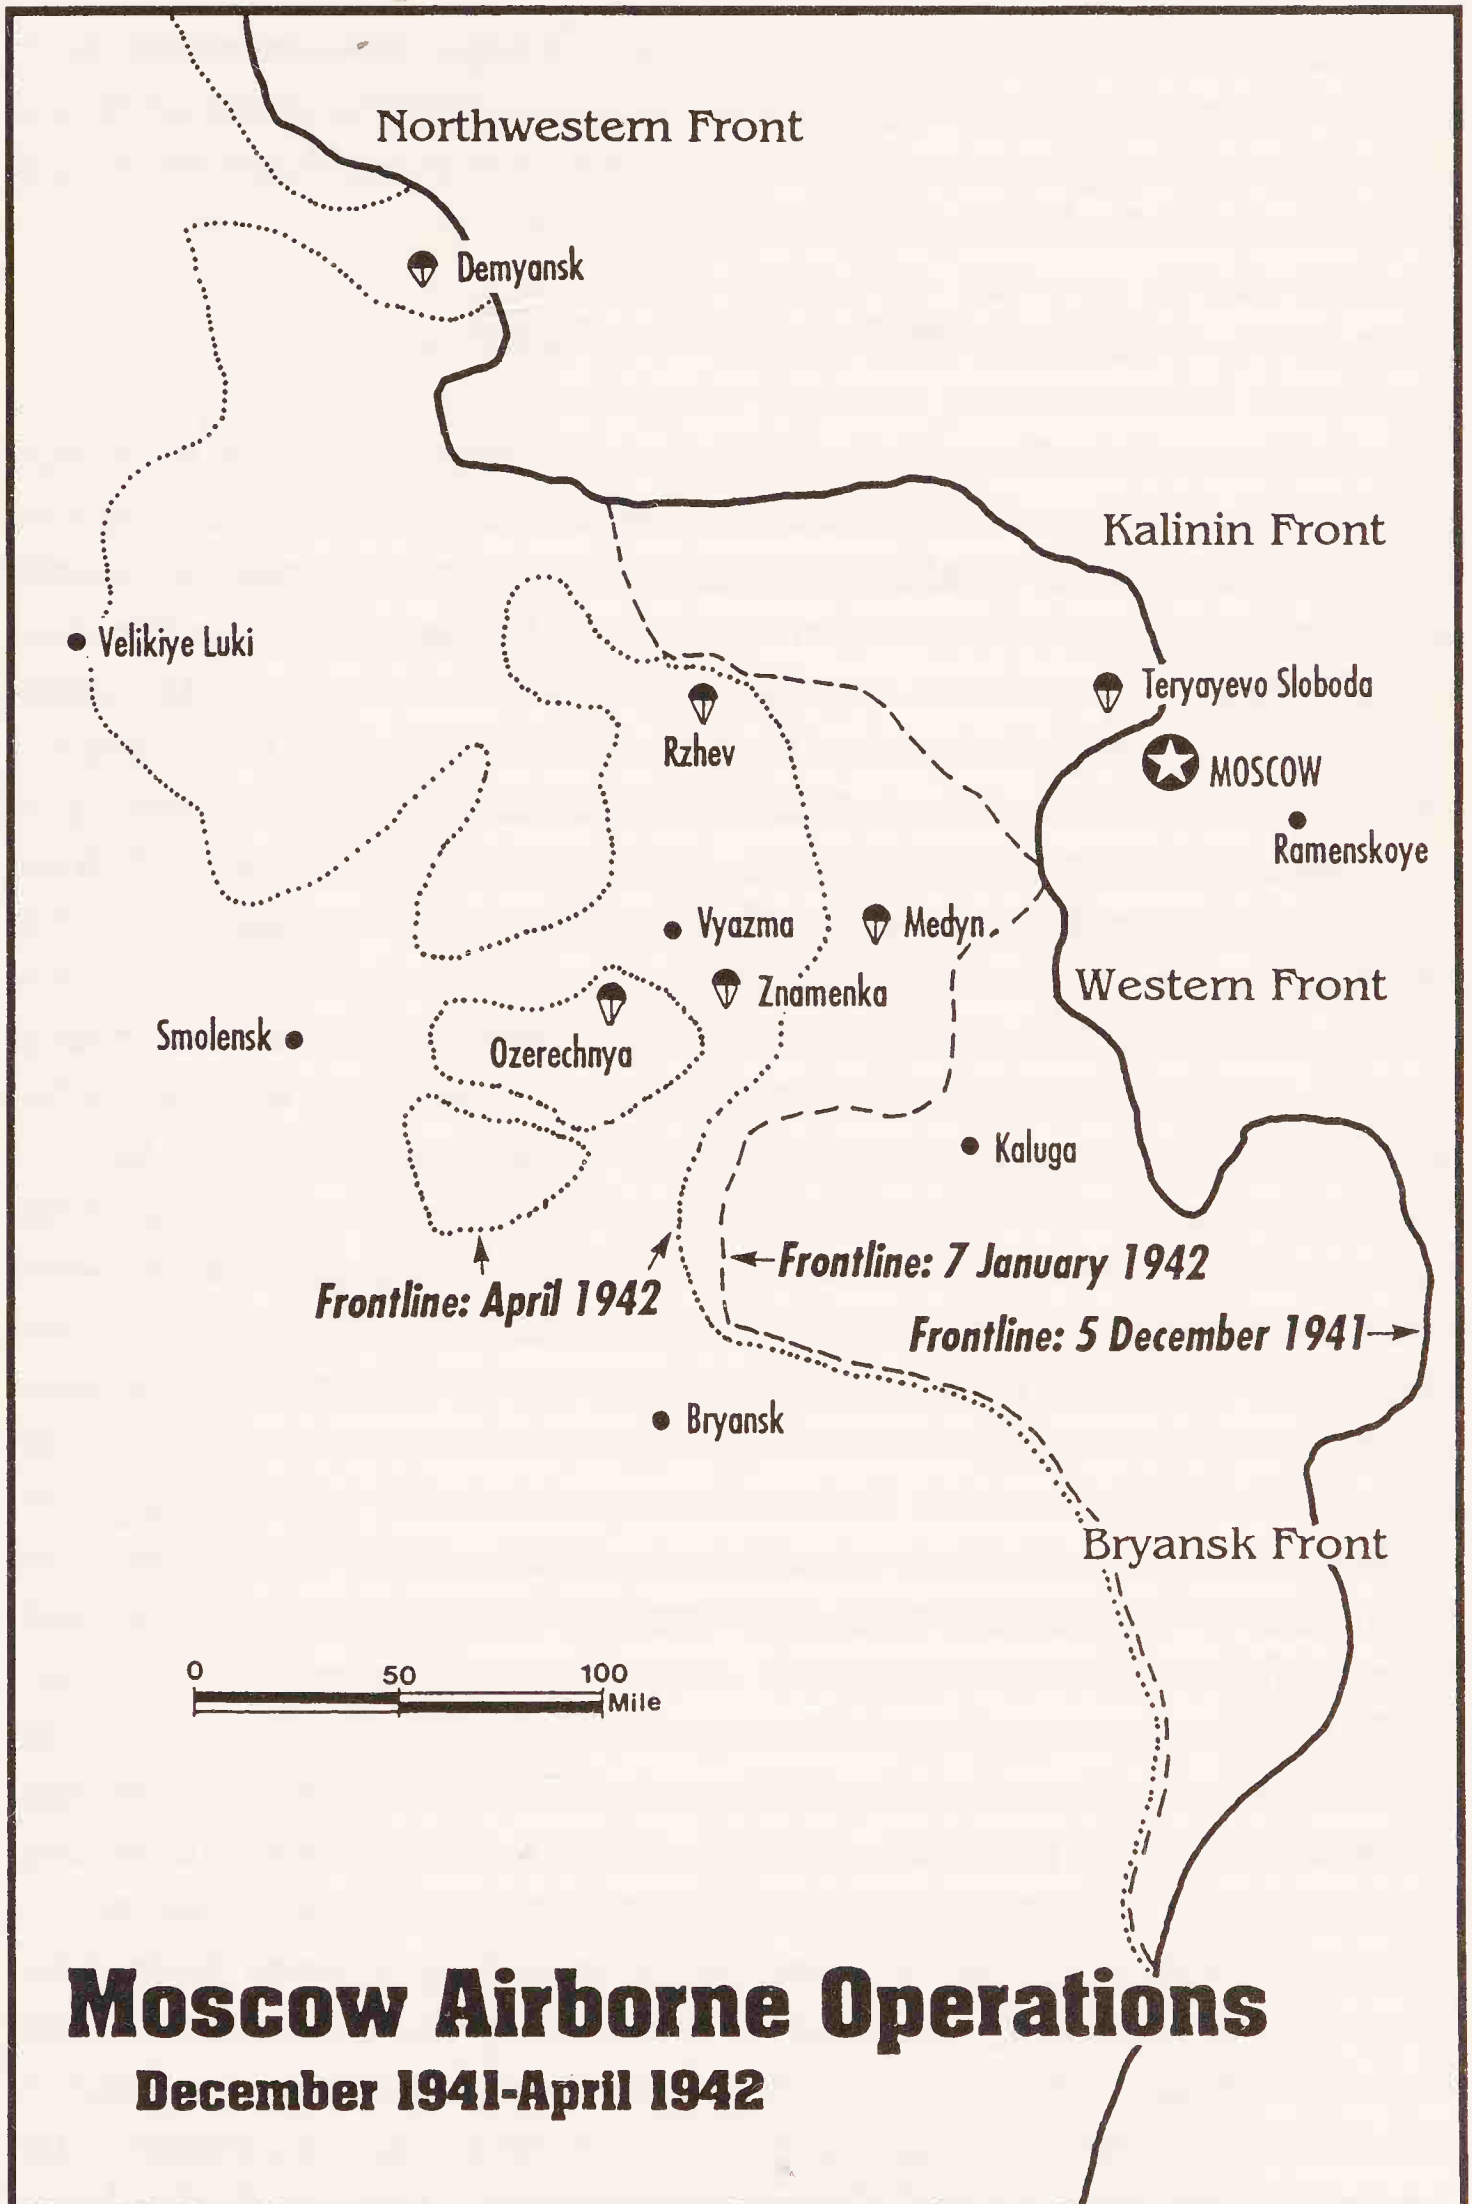 Northwestern Front
Demyansk
Kalinin Front
Velikiye Luki
Teryayevo Sloboda
Rzhev
MOSCOW
Ramenskoye
Vyazma
Medyn
Znamenka
Western Front
Smolensk
Ozerechnya
Kaluga
Frontline: 7 January 1942
Frontline: April 1942
Frontline: 5 December 1941
Bryansk
Bryansk Front
0 50 100
Mile
Moscow Airborne Operations
December 1941-April 1942